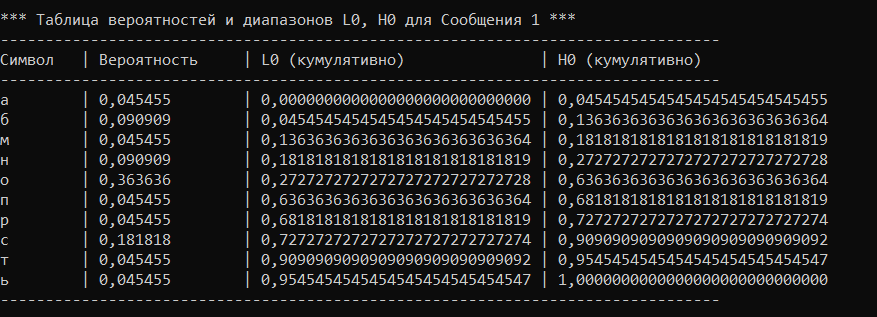 *** Таблица вероятностей и диапазонов L0, H0 для Сообщения 1 ***
--------------------------------------------------------------------------------
Символ   | Вероятность     | L0 (кумулятивно)               | H0 (кумулятивно)
--------------------------------------------------------------------------------
а        | 0,045455        | 0,0000000000000000000000000000 | 0,0454545454545454545454545455
б        | 0,090909        | 0,0454545454545454545454545455 | 0,1363636363636363636363636364
м        | 0,045455        | 0,1363636363636363636363636364 | 0,1818181818181818181818181819
н        | 0,090909        | 0,1818181818181818181818181819 | 0,2727272727272727272727272728
о        | 0,363636        | 0,2727272727272727272727272728 | 0,6363636363636363636363636364
п        | 0,045455        | 0,6363636363636363636363636364 | 0,6818181818181818181818181819
р        | 0,045455        | 0,6818181818181818181818181819 | 0,7272727272727272727272727274
с        | 0,181818        | 0,7272727272727272727272727274 | 0,9090909090909090909090909092
т        | 0,045455        | 0,9090909090909090909090909092 | 0,9545454545454545454545454547
ь        | 0,045455        | 0,9545454545454545454545454547 | 1,0000000000000000000000000000
--------------------------------------------------------------------------------